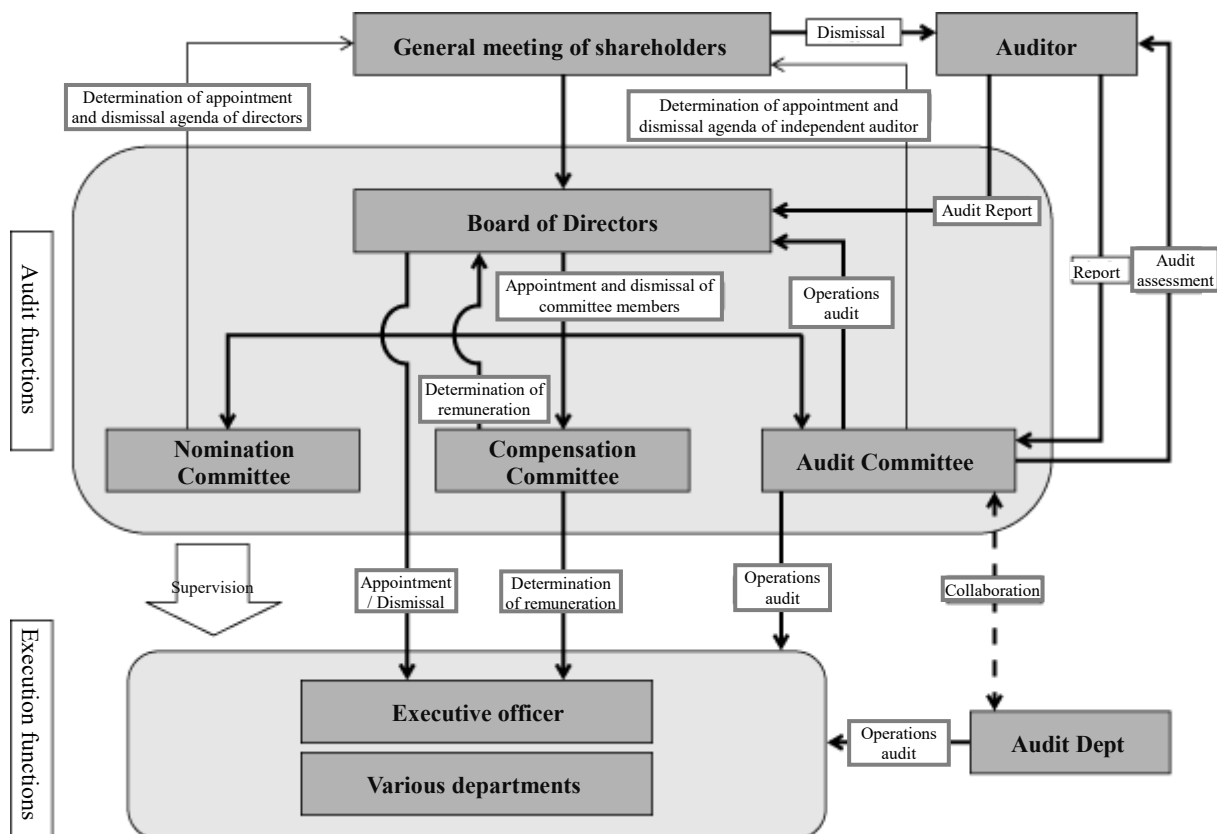 General meeting of shareholders
Dismissal
Auditor
Determination of appointment
and dismissal agenda of directors
Determination of appointment and
dismissal agenda of independent auditor
Board of Directors
Audit Report
Audit functions
Appointment and dismissal of
committee members
Operations
audit
Report
Audit
assessment
Determination of
remuneration
Nomination
Committee
Compensation
Committee
Audit Committee
Supervision
Appointment
/ Dismissal
Determination
of remuneration
Operations
audit
Collaboration
Execution functions
Executive officer
Various departments
Operations
audit
Audit Dept